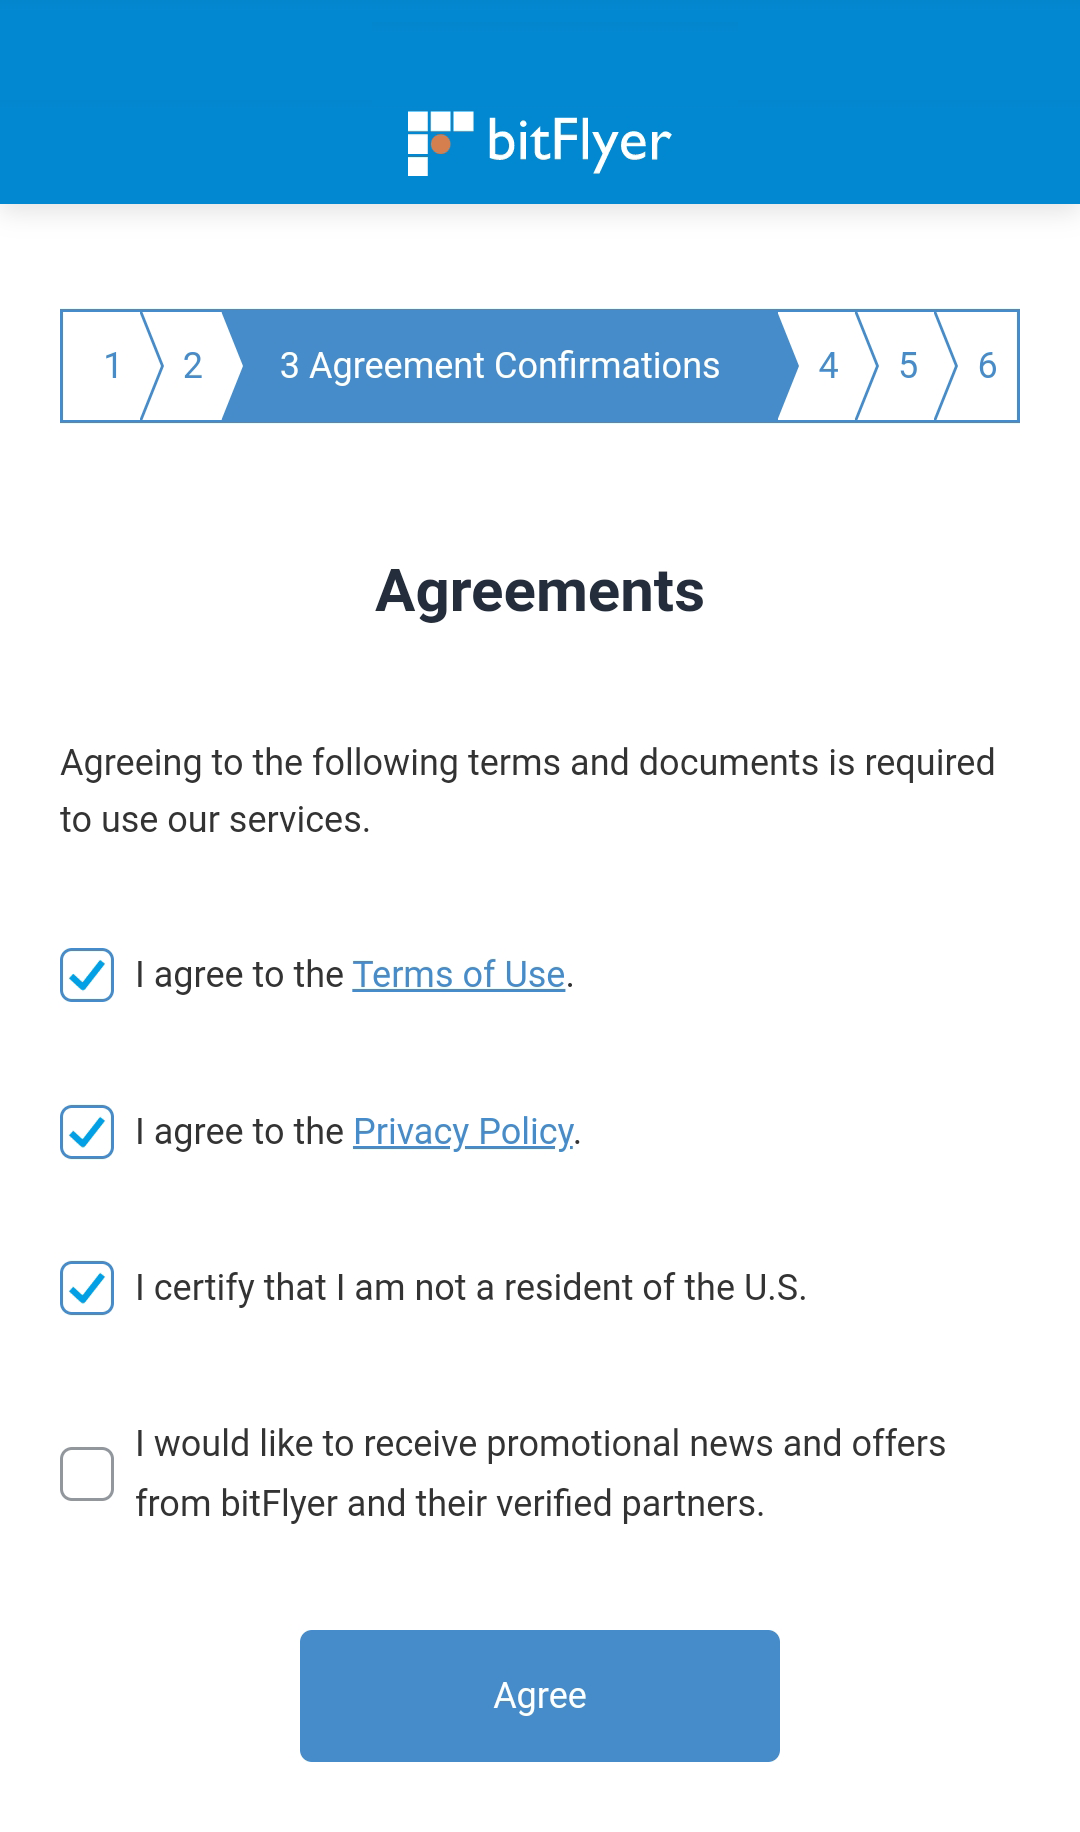 bitFlyer
1 2 3 Agreement Confirmations 4 5 6
Agreements
Agreeing to the following terms and documents is required
to use our services.
I agree to the Terms of Use.
I agree to the Privacy Policy.
I certify that I am not a resident of the U.S.
I would like to receive promotional news and offers
from bitFlyer and their verified partners.
Agree